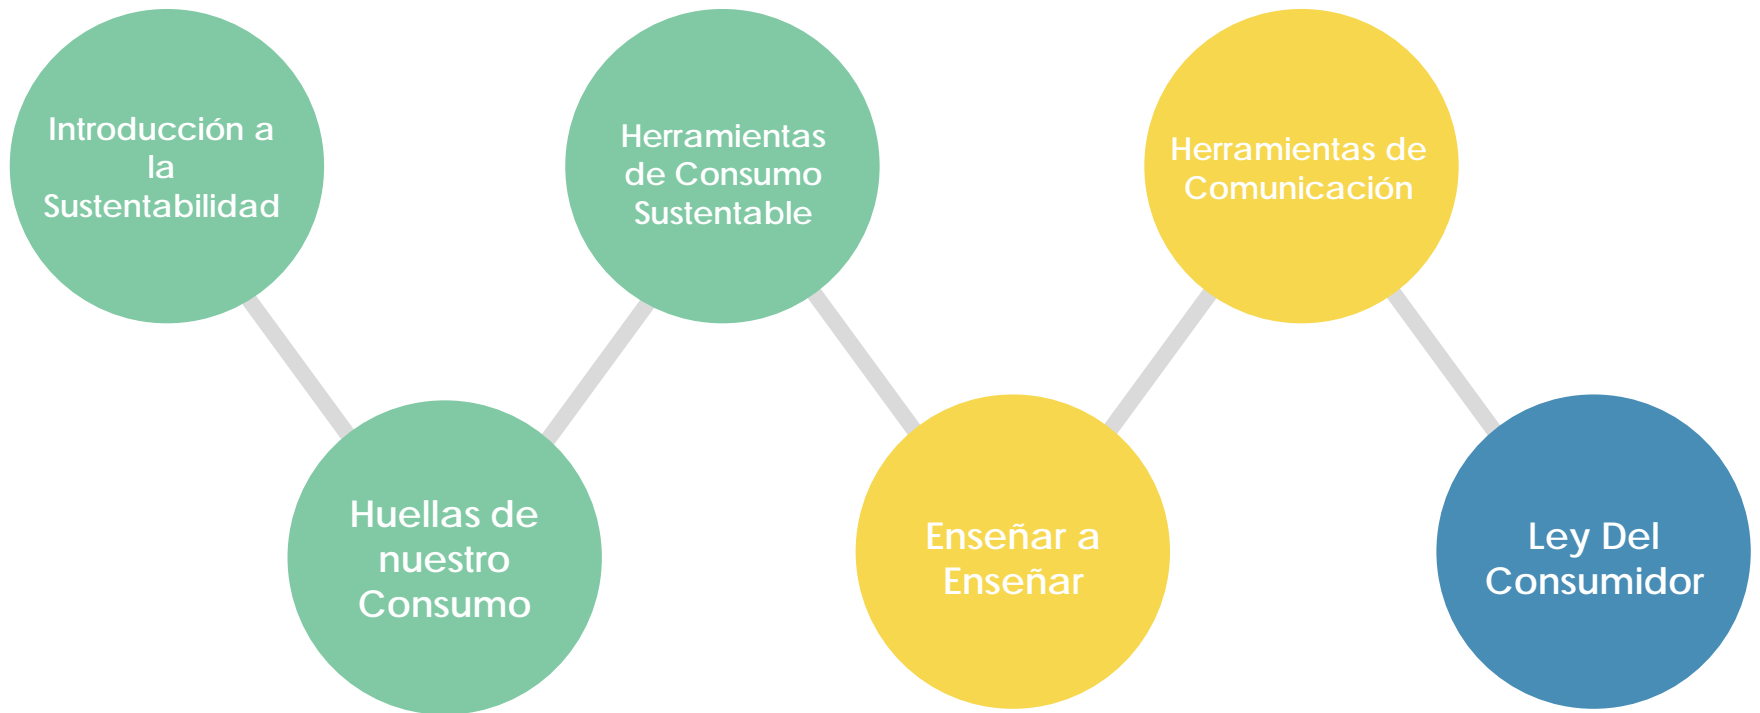 Introducción a
la
Sustentabilidad
Huellas de
nuestro
Consumo
Herramientas
de Consumo
Sustentable
Enseñar a
Enseñar
Herramientas de
Comunicación
Ley Del
Consumidor